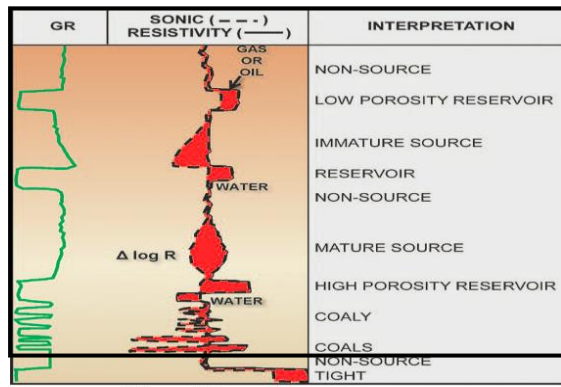 GR
SONIC (– – –)
RESISTIVITY (——)
INTERPRETATION
GAS
OR
OIL
NON-SOURCE
LOW POROSITY RESERVOIR
IMMATURE SOURCE
RESERVOIR
WATER
NON-SOURCE
Δ log R
MATURE SOURCE
HIGH POROSITY RESERVOIR
WATER
COALY
COALS
NON-SOURCE
TIGHT